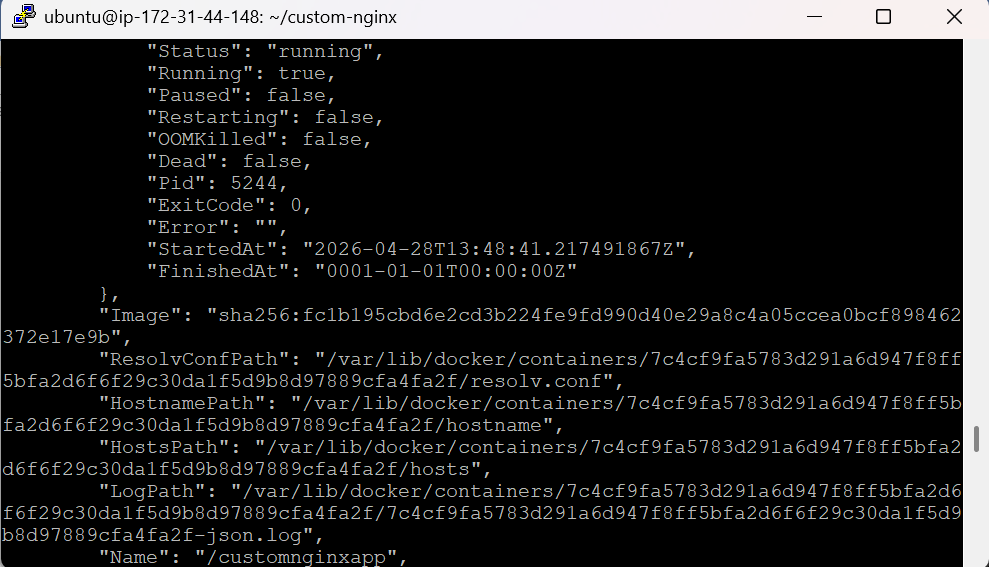 ubuntu@ip-172-31-44-148: ~/custom-nginx
"Status": "running",
"Running": true,
"Paused": false,
"Restarting": false,
"OOMKilled": false,
"Dead": false,
"Pid": 5244,
"ExitCode": 0,
"Error": "",
"StartedAt": "2026-04-28T13:48:41.217491867Z",
"FinishedAt": "0001-01-01T00:00:00Z"
},
"Image": "sha256:fc1b195cbd6e2cd3b224fe9fd990d40e29a8c4a05ccea0bcf898462
372e17e9b",
"ResolvConfPath": "/var/lib/docker/containers/7c4cf9fa5783d291a6d947f8ff
5bfa2d6f6f29c30da1f5d9b8d97889cfa4fa2f/resolv.conf",
"HostnamePath": "/var/lib/docker/containers/7c4cf9fa5783d291a6d947f8ff5b
fa2d6f6f29c30da1f5d9b8d97889cfa4fa2f/hostname",
"HostsPath": "/var/lib/docker/containers/7c4cf9fa5783d291a6d947f8ff5bfa2
d6f6f29c30da1f5d9b8d97889cfa4fa2f/hosts",
"LogPath": "/var/lib/docker/containers/7c4cf9fa5783d291a6d947f8ff5bfa2d6
f6f29c30da1f5d9b8d97889cfa4fa2f/7c4cf9fa5783d291a6d947f8ff5bfa2d6f6f29c30da1f5d9
b8d97889cfa4fa2f-json.log",
"Name": "/customnginxapp",